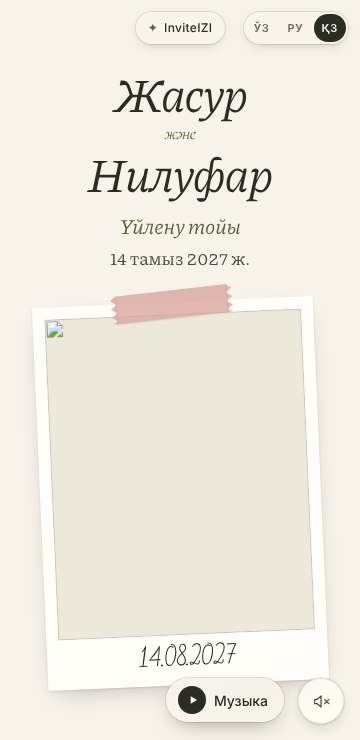 InviteIZI
ЎЗ РУ ҚЗ
Жасур
және
Нилуфар
Үйлену тойы
14 тамыз 2027 ж.
14.08.2027
Музыка